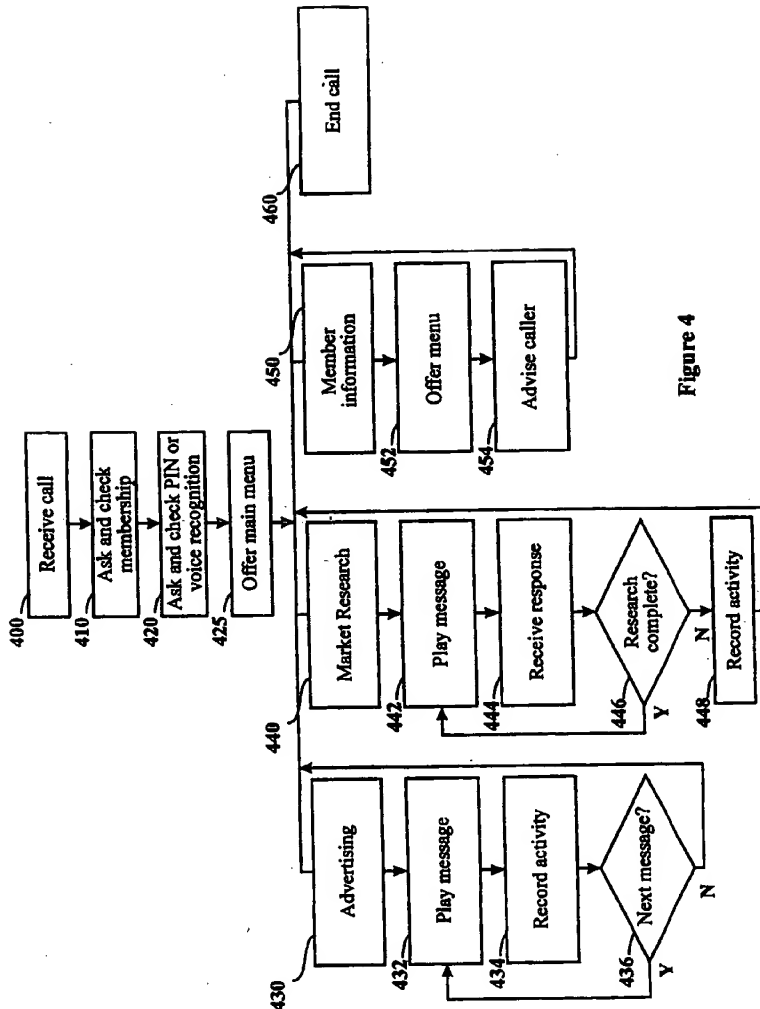 400
Receive call
410
Ask and check
membership
420
Ask and check PIN or
voice recognition
425
Offer main menu
430
Advertising
432
Play message
434
Record activity
436
Next message?
Y
N
440
Market Research
442
Play message
444
Receive response
446
Research
complete?
Y
N
448
Record activity
450
Member
information
452
Offer menu
454
Advise caller
460
End call
Figure 4